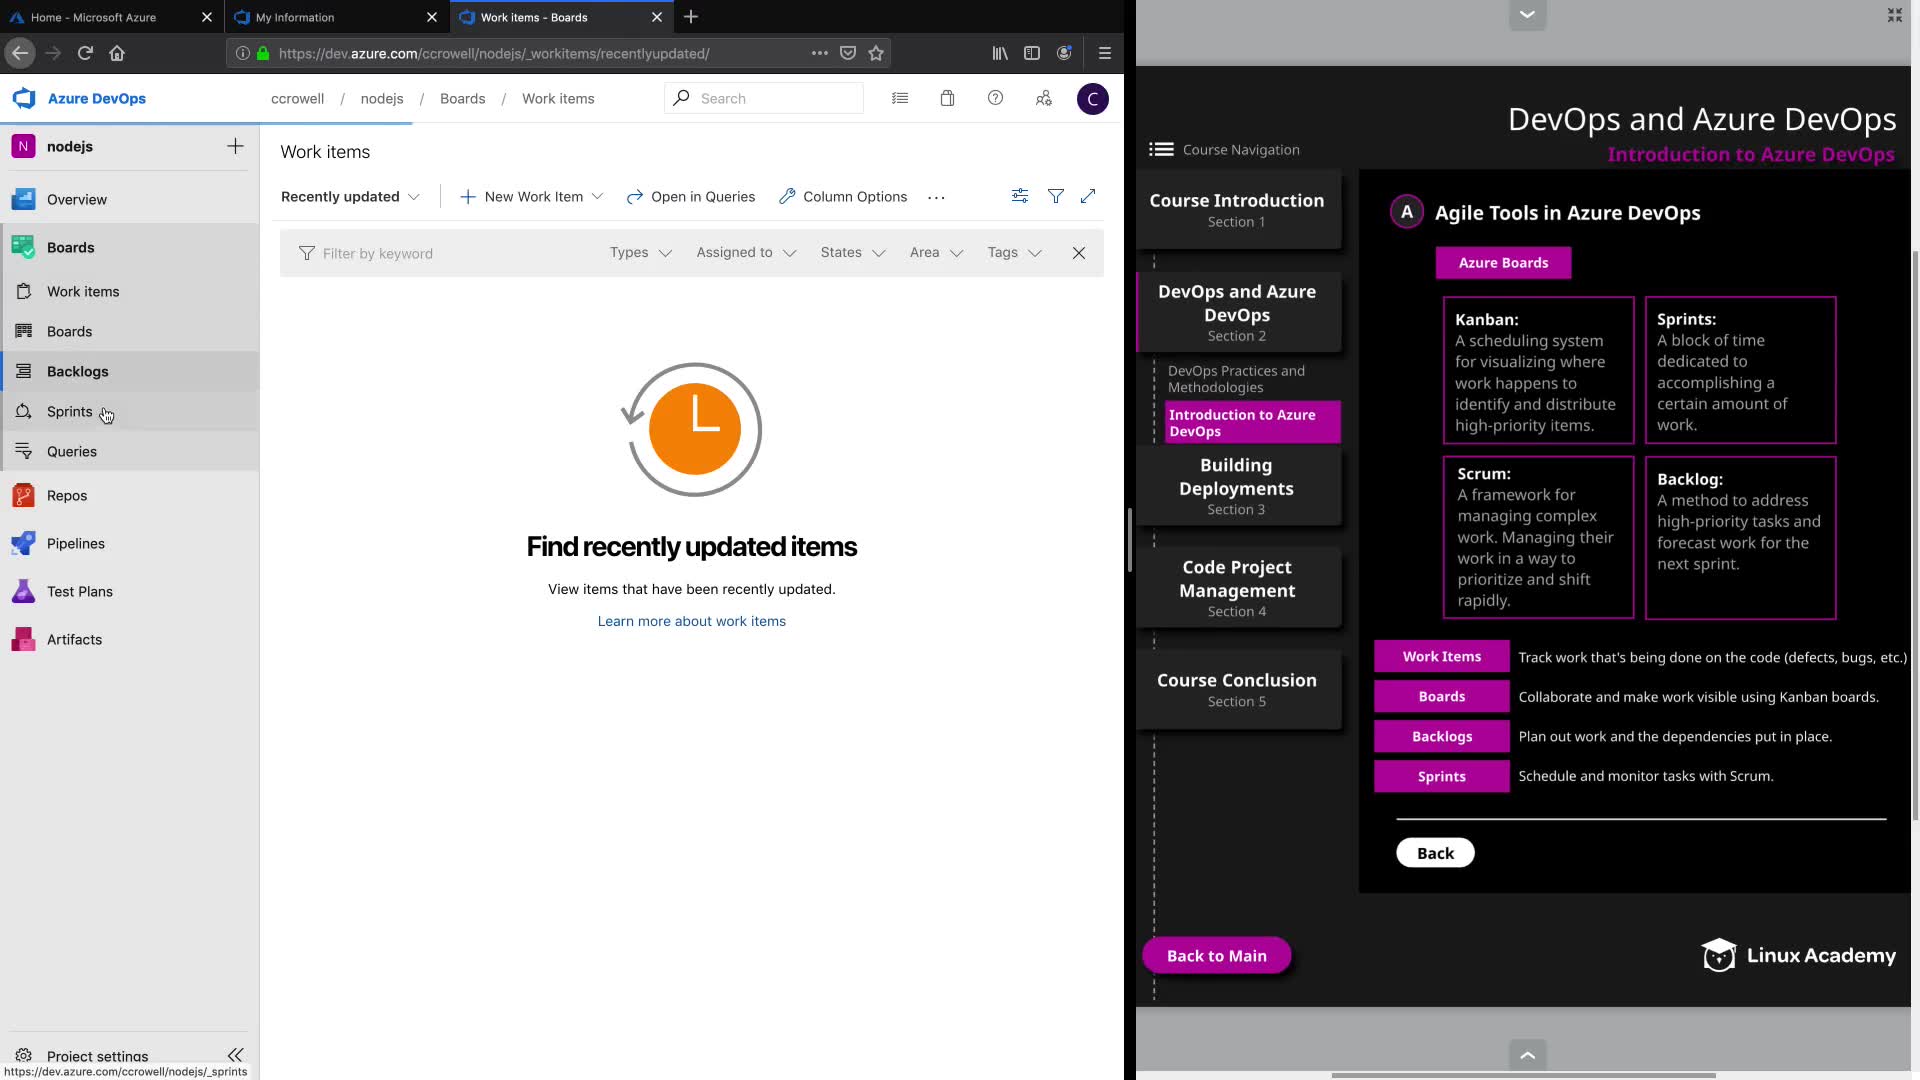 Home - Microsoft Azure
My Information
Work items - Boards
https://dev.azure.com/ccrowell/nodejs/_workitems/recentlyupdated/
Azure DevOps
ccrowell / nodejs / Boards / Work items
Search
C
N nodejs
Overview
Boards
Work items
Boards
Backlogs
Sprints
Queries
Repos
Pipelines
Test Plans
Artifacts
Project settings
https://dev.azure.com/ccrowell/nodejs/_sprints
Work items
Recently updated
New Work Item
Open in Queries
Column Options
Filter by keyword
Types
Assigned to
States
Area
Tags
Find recently updated items
View items that have been recently updated.
Learn more about work items
DevOps and Azure DevOps
Introduction to Azure DevOps
Course Navigation
Course Introduction
Section 1
DevOps and Azure
DevOps
Section 2
DevOps Practices and
Methodologies
Introduction to Azure
DevOps
Building
Deployments
Section 3
Code Project
Management
Section 4
Course Conclusion
Section 5
Back to Main
A Agile Tools in Azure DevOps
Azure Boards
Kanban:
A scheduling system
for visualizing where
work happens to
identify and distribute
high-priority items.
Sprints:
A block of time
dedicated to
accomplishing a
certain amount of
work.
Scrum:
A framework for
managing complex
work. Managing their
work in a way to
prioritize and shift
rapidly.
Backlog:
A method to address
high-priority tasks and
forecast work for the
next sprint.
Work Items Track work that's being done on the code (defects, bugs, etc.)
Boards Collaborate and make work visible using Kanban boards.
Backlogs Plan out work and the dependencies put in place.
Sprints Schedule and monitor tasks with Scrum.
Back
Linux Academy